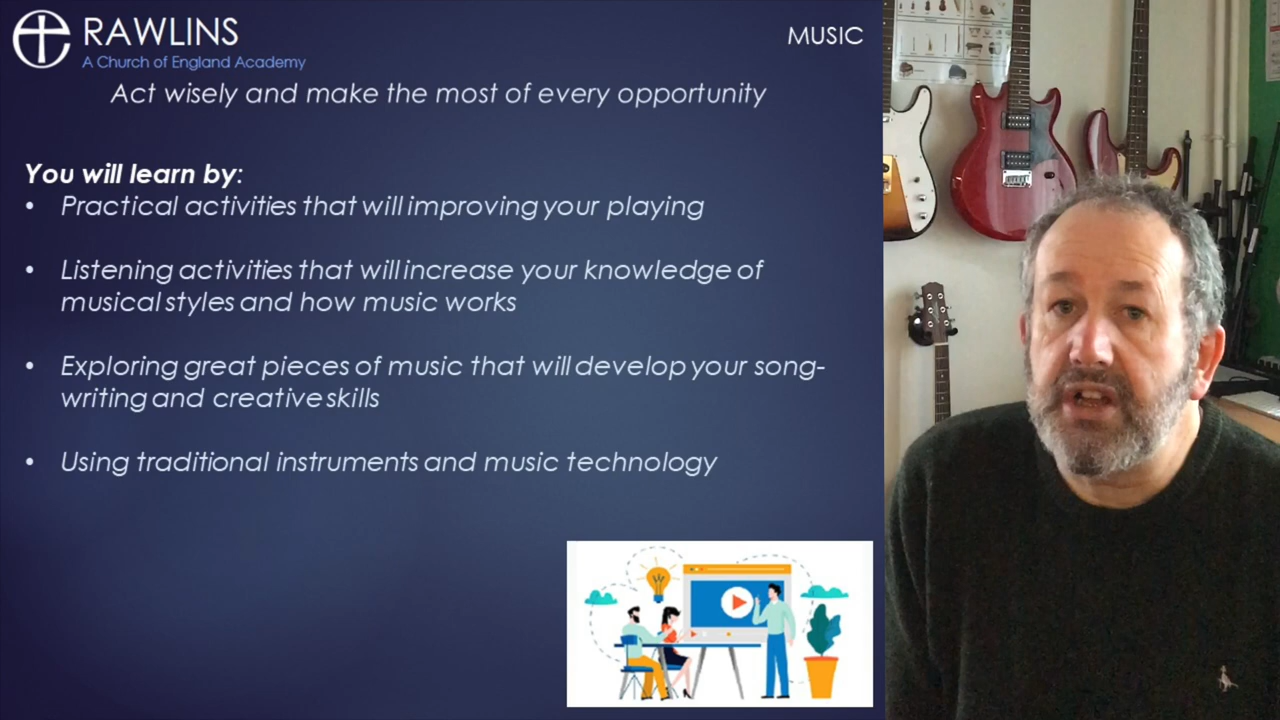 RAWLINS
A Church of England Academy
MUSIC
Act wisely and make the most of every opportunity
You will learn by:
• Practical activities that will improving your playing
• Listening activities that will increase your knowledge of
musical styles and how music works
• Exploring great pieces of music that will develop your song-
writing and creative skills
• Using traditional instruments and music technology